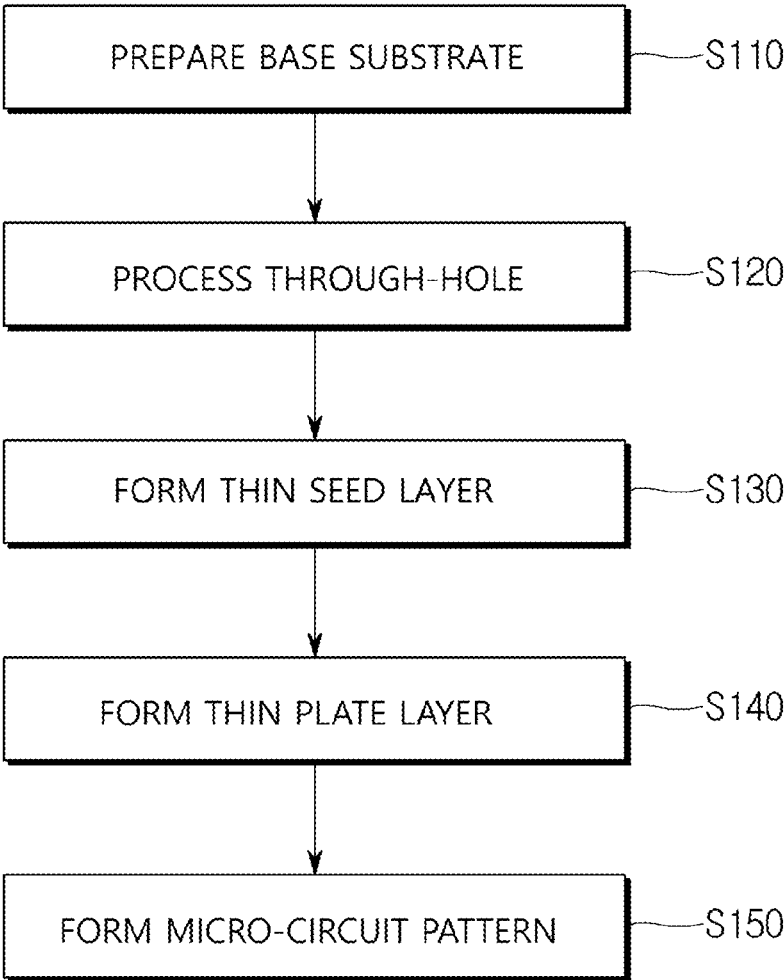 PREPARE BASE SUBSTRATE
S110
PROCESS THROUGH-HOLE
S120
FORM THIN SEED LAYER
S130
FORM THIN PLATE LAYER
S140
FORM MICRO-CIRCUIT PATTERN
S150